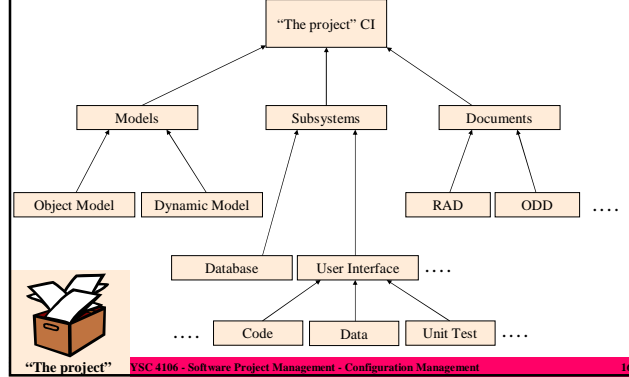 “The project” CI
Models Subsystems Documents
Object Model Dynamic Model RAD ODD ....
Database User Interface ....
.... Code Data Unit Test ....
“The project” YSC 4106 - Software Project Management - Configuration Management 16